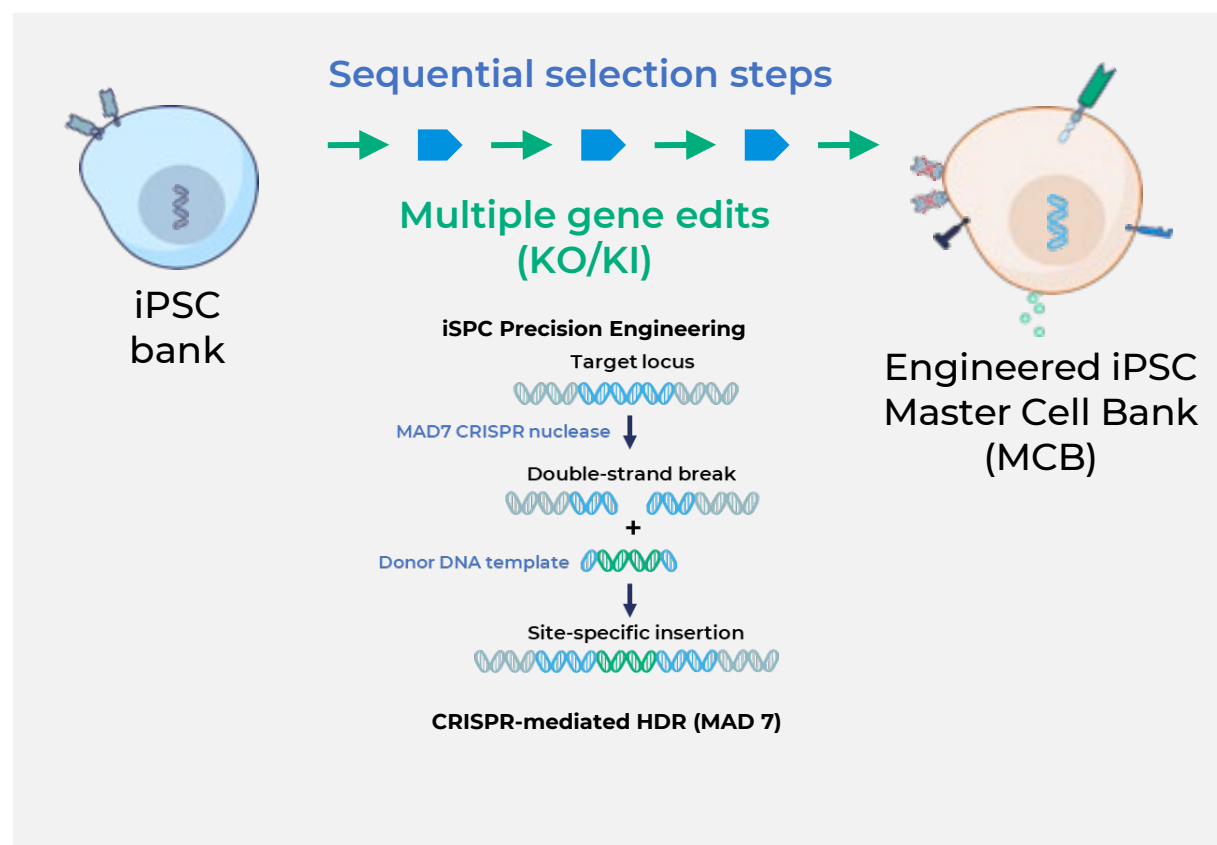 Sequential selection steps
Multiple gene edits
(KO/KI)
iPSC
bank
iSPC Precision Engineering
Target locus
MAD7 CRISPR nuclease
Double-strand break
+
Donor DNA template
Site-specific insertion
CRISPR-mediated HDR (MAD 7)
Engineered iPSC
Master Cell Bank
(MCB)